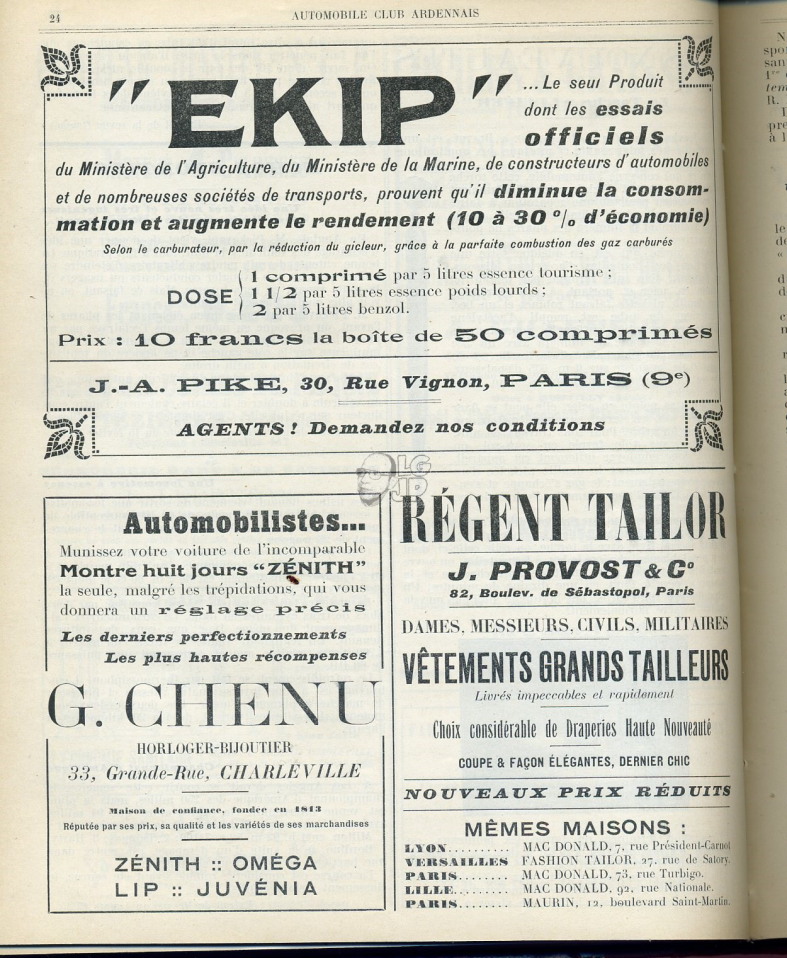 24
AUTOMOBILE CLUB ARDENNAIS
"EKIP"
...Le seul Produit
dont les essais
officiels
du Ministère de l'Agriculture, du Ministère de la Marine, de constructeurs d'automobiles
et de nombreuses sociétés de transports, prouvent qu'il diminue la consom-
mation et augmente le rendement (10 à 30 % d'économie)
Selon le carburateur, par la réduction du gicleur, grâce à la parfaite combustion des gaz carburés
DOSE
1 comprimé par 5 litres essence tourisme ;
1 1/2 par 5 litres essence poids lourds ;
2 par 5 litres benzol.
Prix : 10 francs la boîte de 50 comprimés
J.-A. PIKE, 30, Rue Vignon, PARIS (9e)
AGENTS ! Demandez nos conditions
LG
JP
Automobilistes...
Munissez votre voiture de l'incomparable
Montre huit jours "ZÉNITH"
la seule, malgré les trépidations, qui vous
donnera un réglage précis
Les derniers perfectionnements
Les plus hautes récompenses
G. CHENU
HORLOGER-BIJOUTIER
33, Grande-Rue, CHARLEVILLE
Maison de confiance, fondée en 1813
Réputée par ses prix, sa qualité et les variétés de ses marchandises
ZÉNITH :: OMÉGA
LIP :: JUVÉNIA
RÉGENT TAILOR
J. PROVOST & Co
82, Boulev. de Sébastopol, Paris
DAMES, MESSIEURS, CIVILS, MILITAIRES
VÊTEMENTS GRANDS TAILLEURS
Livrés impeccables et rapidement
Choix considérable de Draperies Haute Nouveauté
COUPE & FAÇON ÉLÉGANTES, DERNIER CHIC
NOUVEAUX PRIX RÉDUITS
MÊMES MAISONS :
LYON.......... MAC DONALD, 7, rue Président-Carnot
VERSAILLES FASHION TAILOR, 27, rue de Satory.
PARIS........ MAC DONALD, 73, rue Turbigo.
LILLE......... MAC DONALD, 92, rue Nationale.
PARIS........ MAURIN, 12, boulevard Saint-Martin.